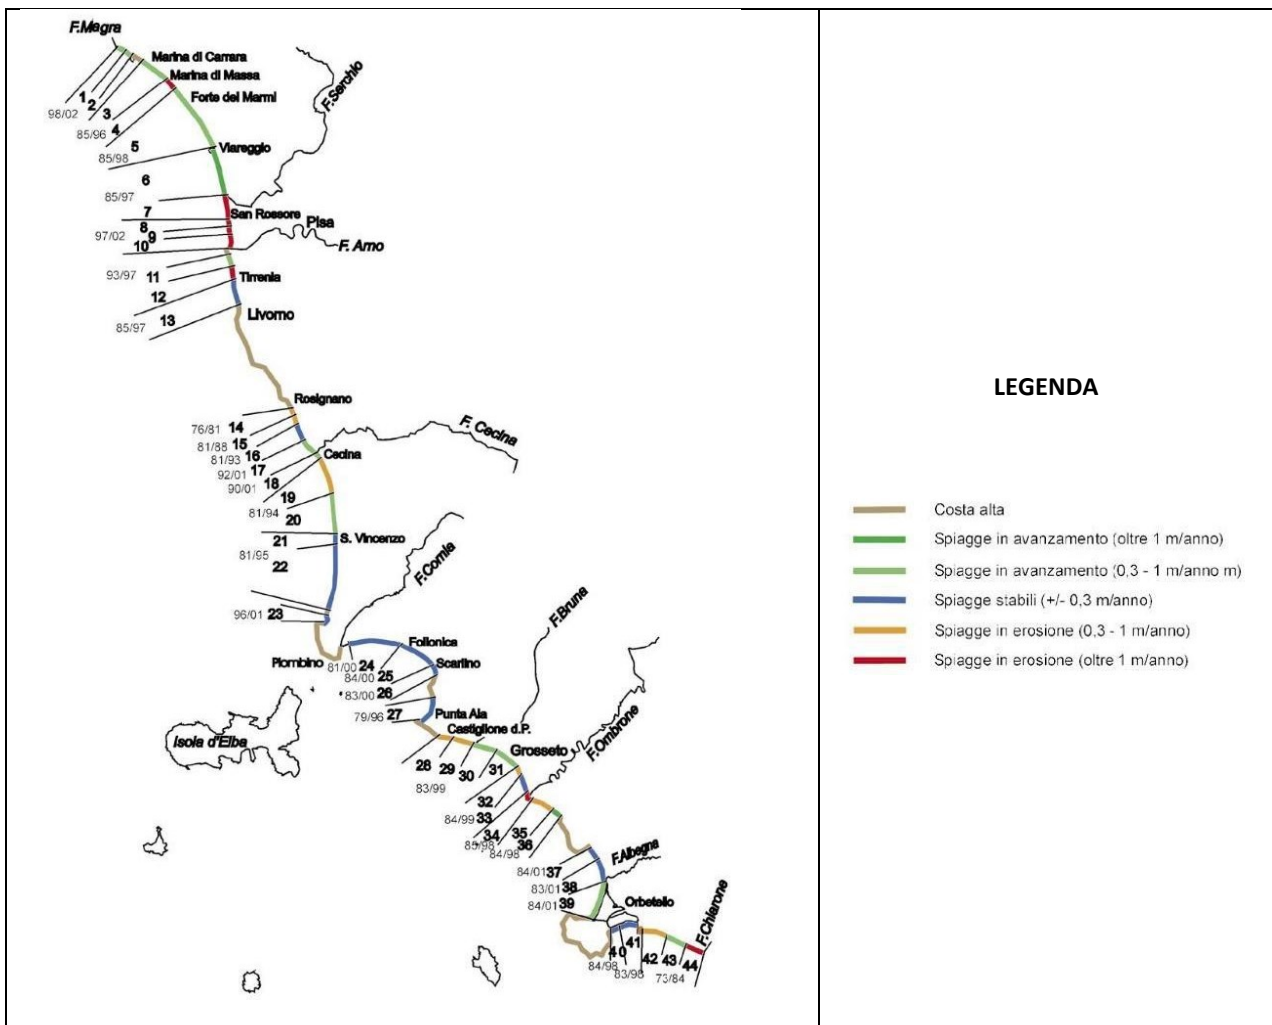 F.Magra
Marina di Carrara
Marina di Massa
Forte dei Marmi
F.Serchio
1
2
98/02
3
4
85/96
5
85/98
Viareggio
6
85/97
7
San Rossore
Pisa
8
97/02
9
10
F. Arno
93/97
11
Tirrenia
12
13
85/97
Livorno
Rosignano
76/81
14
81/88
15
81/93
16
92/01
17
90/01
18
Cecina
F. Cecina
19
81/94
20
21
S. Vincenzo
81/95
22
F.Cornia
96/01
23
Piombino
81/00
24
Follonica
84/00
25
Scarlino
83/00
26
79/96
27
Punta Ala
Castiglione d.P.
F.Bruna
Isola d'Elba
28
29
30
31
Grosseto
F.Ombrone
83/99
32
84/99
33
34
35
85/98
84/98
36
84/01
37
83/01
38
84/01
39
F.Albegna
Orbetello
F.Chiarone
40
41
42
43
44
84/98
83/98
73/84
LEGENDA
Costa alta
Spiagge in avanzamento (oltre 1 m/anno)
Spiagge in avanzamento (0,3 - 1 m/anno m)
Spiagge stabili (+/- 0,3 m/anno)
Spiagge in erosione (0,3 - 1 m/anno)
Spiagge in erosione (oltre 1 m/anno)